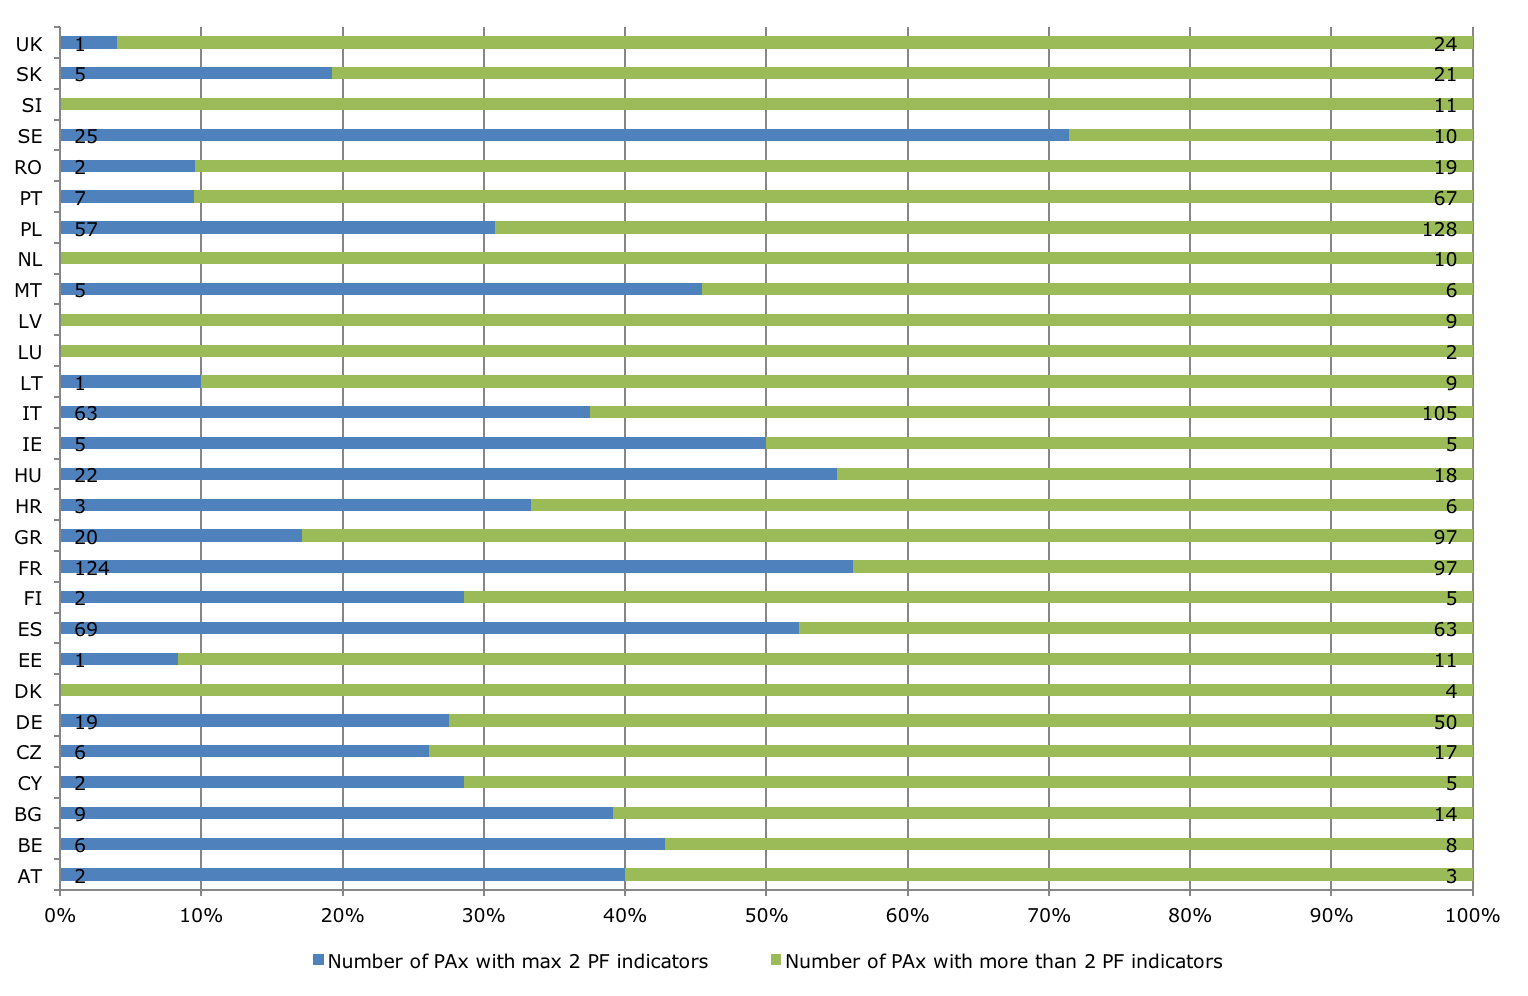 UK 1 24
SK 5 21
SI 11
SE 25 10
RO 2 19
PT 7 67
PL 57 128
NL 10
MT 5 6
LV 9
LU 2
LT 1 9
IT 63 105
IE 5 5
HU 22 18
HR 3 6
GR 20 97
FR 124 97
FI 2 5
ES 69 63
EE 1 11
DK 4
DE 19 50
CZ 6 17
CY 2 5
BG 9 14
BE 6 8
AT 2 3
0% 10% 20% 30% 40% 50% 60% 70% 80% 90% 100%
Number of PAx with max 2 PF indicators Number of PAx with more than 2 PF indicators